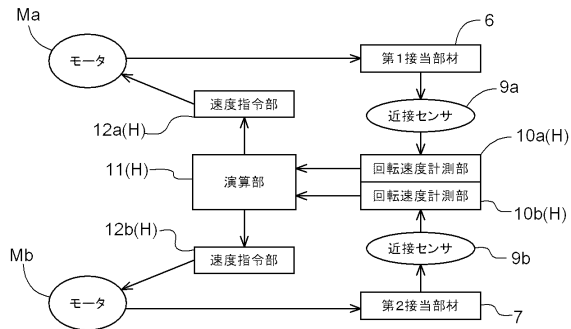 Ma
モータ
第1接当部材
6
9a
近接センサ
速度指令部
12a(H)
10a(H)
11(H)
演算部
回転速度計測部
回転速度計測部
10b(H)
12b(H)
速度指令部
近接センサ
9b
Mb
モータ
第2接当部材
7